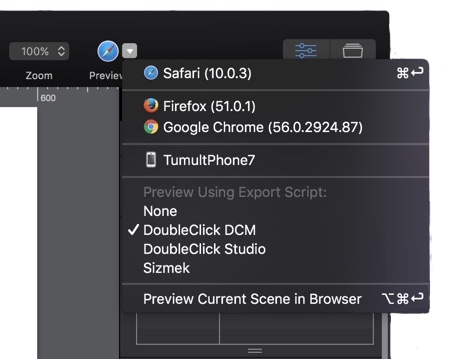 100%
Zoom
Preview
600
Safari (10.0.3) ⌘↩
Firefox (51.0.1)
Google Chrome (56.0.2924.87)
TumultPhone7
Preview Using Export Script:
None
✓ DoubleClick DCM
DoubleClick Studio
Sizmek
Preview Current Scene in Browser ⌥⌘↩